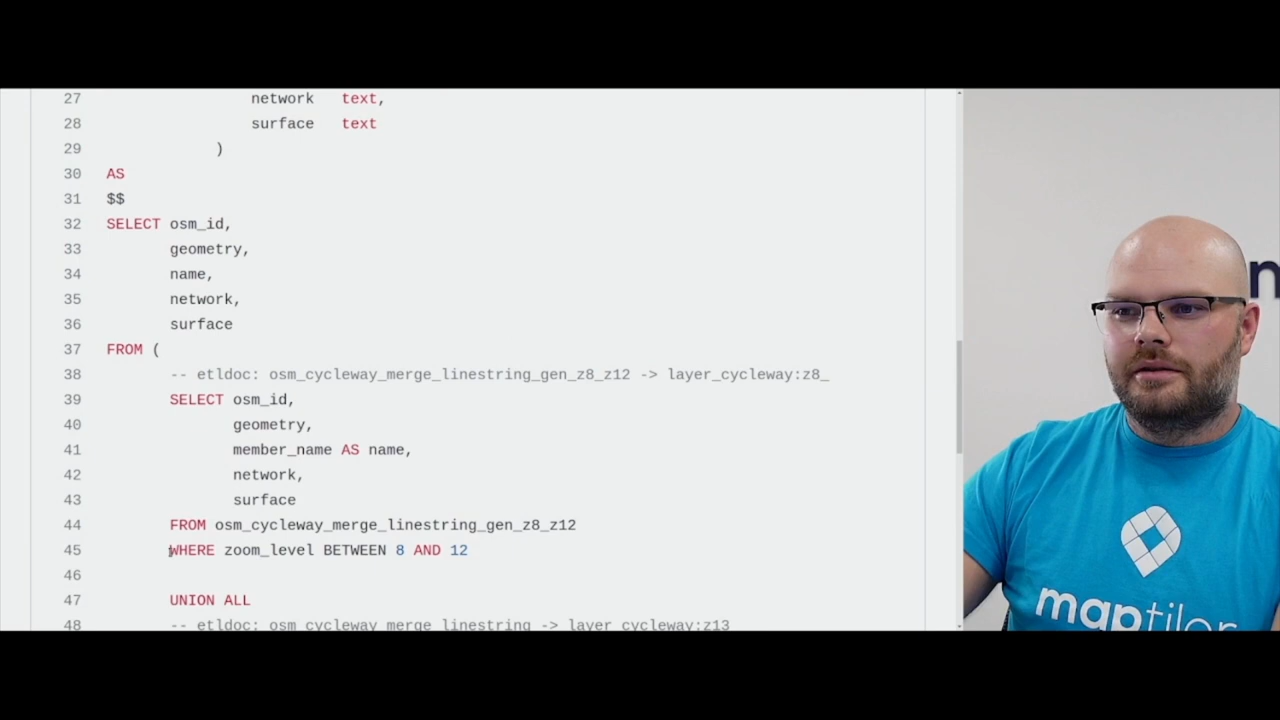 27 network text,
28 surface text
29 )
30 AS
31 $$
32 SELECT osm_id,
33 geometry,
34 name,
35 network,
36 surface
37 FROM (
38 -- etldoc: osm_cycleway_merge_linestring_gen_z8_z12 -> layer_cycleway:z8_
39 SELECT osm_id,
40 geometry,
41 member_name AS name,
42 network,
43 surface
44 FROM osm_cycleway_merge_linestring_gen_z8_z12
45 WHERE zoom_level BETWEEN 8 AND 12
46
47 UNION ALL
48 -- etldoc: osm_cycleway_merge_linestring -> layer_cycleway:z13
n
maptiler